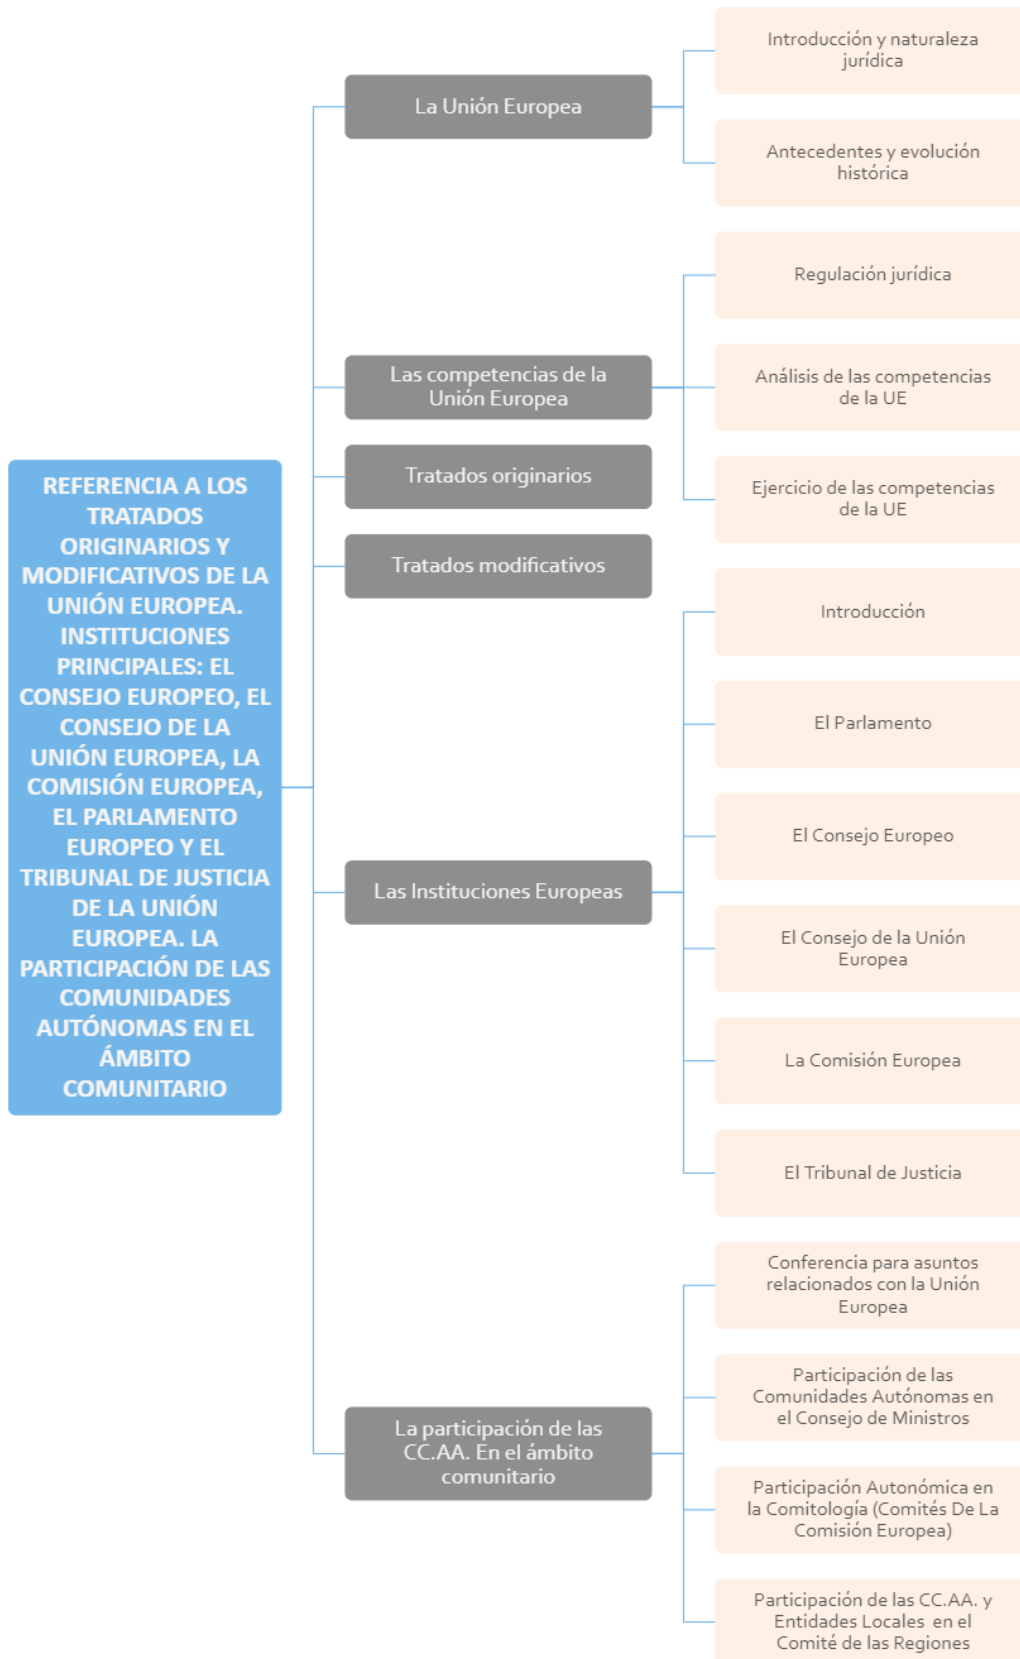 REFERENCIA A LOS
TRATADOS
ORIGINARIOS Y
MODIFICATIVOS DE LA
UNIÓN EUROPEA.
INSTITUCIONES
PRINCIPALES: EL
CONSEJO EUROPEO, EL
CONSEJO DE LA
UNIÓN EUROPEA, LA
COMISIÓN EUROPEA,
EL PARLAMENTO
EUROPEO Y EL
TRIBUNAL DE JUSTICIA
DE LA UNIÓN
EUROPEA. LA
PARTICIPACIÓN DE LAS
COMUNIDADES
AUTÓNOMAS EN EL
ÁMBITO
COMUNITARIO
La Unión Europea
Introducción y naturaleza
jurídica
Antecedentes y evolución
histórica
Las competencias de la
Unión Europea
Regulación jurídica
Análisis de las competencias
de la UE
Ejercicio de las competencias
de la UE
Tratados originarios
Tratados modificativos
Las Instituciones Europeas
Introducción
El Parlamento
El Consejo Europeo
El Consejo de la Unión
Europea
La Comisión Europea
El Tribunal de Justicia
La participación de las
CC.AA. En el ámbito
comunitario
Conferencia para asuntos
relacionados con la Unión
Europea
Participación de las
Comunidades Autónomas en
el Consejo de Ministros
Participación Autonómica en
la Comitología (Comités De La
Comisión Europea)
Participación de las CC.AA. y
Entidades Locales en el
Comité de las Regiones